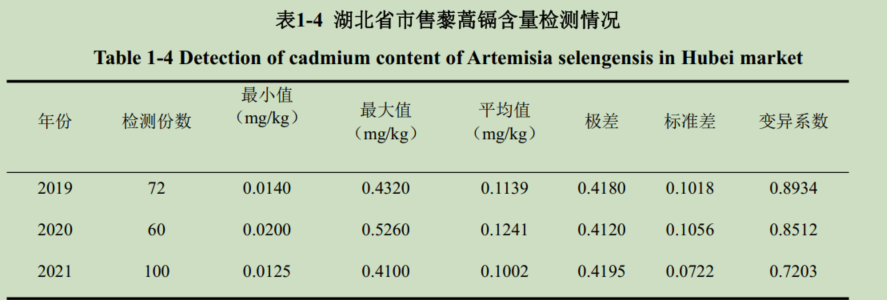 表1-4 湖北省市售藜蒿镉含量检测情况
Table 1-4 Detection of cadmium content of Artemisia selengensis in Hubei market
年份 检测份数 最小值（mg/kg） 最大值（mg/kg） 平均值（mg/kg） 极差 标准差 变异系数
2019 72 0.0140 0.4320 0.1139 0.4180 0.1018 0.8934
2020 60 0.0200 0.5260 0.1241 0.4120 0.1056 0.8512
2021 100 0.0125 0.4100 0.1002 0.4195 0.0722 0.7203